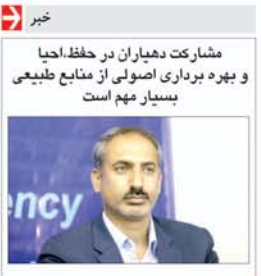 خبر
مشارکت دهیاران در حفظ،احیا
و بهره برداری اصولی از منابع طبیعی
بسیار مهم است
ency